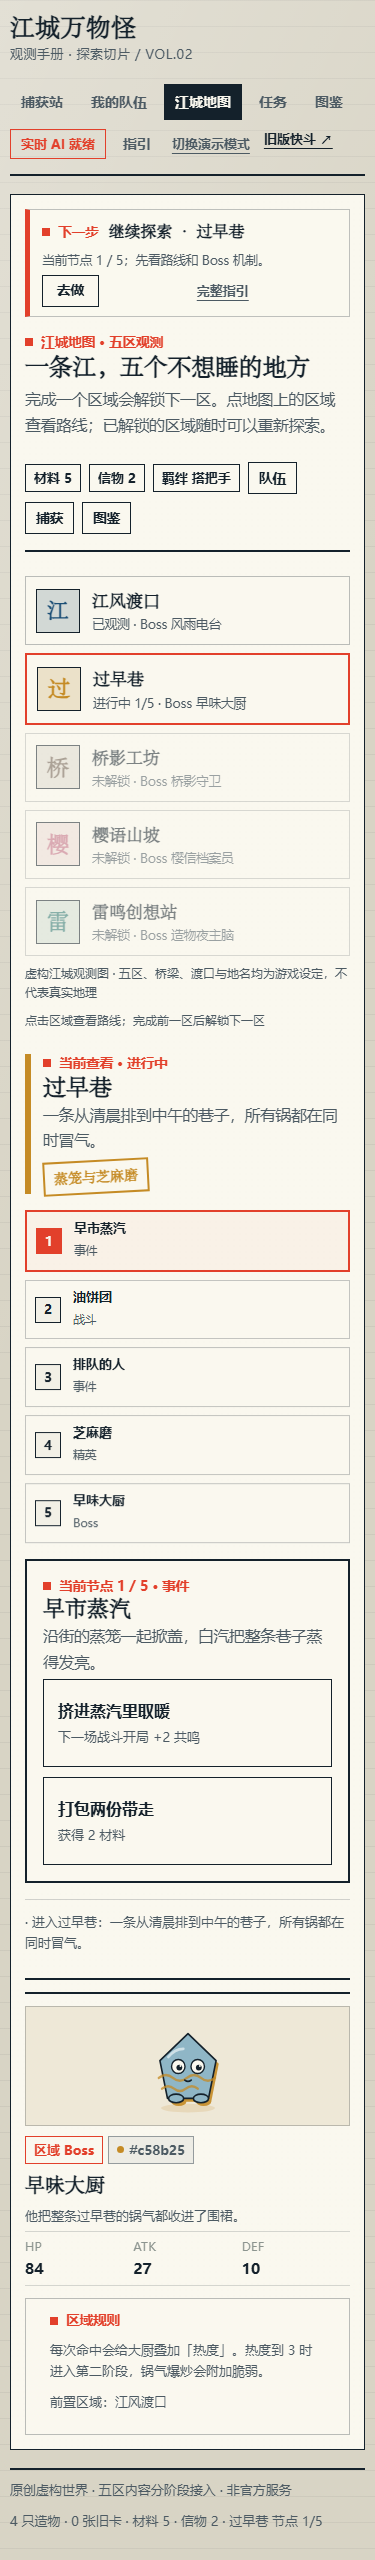 江城万物怪
观测手册 · 探索切片 / VOL.02
捕获站 我的队伍 江城地图 任务 图鉴
实时 AI 就绪 指引 切换演示模式 旧版快斗 ↗
下一步 继续探索 · 过早巷
当前节点 1 / 5；先看路线和 Boss 机制。
去做 完整指引
江城地图 • 五区观测
一条江，五个不想睡的地方
完成一个区域会解锁下一区。点地图上的区域
查看路线；已解锁的区域随时可以重新探索。
材料 5 信物 2 羁绊 搭把手 队伍
捕获 图鉴
江 江风渡口
已观测 · Boss 风雨电台
过 过早巷
进行中 1/5 · Boss 早味大厨
桥 桥影工坊
未解锁 · Boss 桥影守卫
樱 樱语山坡
未解锁 · Boss 樱信档案员
雷 雷鸣创想站
未解锁 · Boss 造物夜主脑
虚构江城观测图 · 五区、桥梁、渡口与地名均为游戏设定，不
代表真实地理
点击区域查看路线；完成前一区后解锁下一区
当前查看 • 进行中
过早巷
一条从清晨排到中午的巷子，所有锅都在同
时冒气。
蒸笼与芝麻磨
1 早市蒸汽
事件
2 油饼团
战斗
3 排队的人
事件
4 芝麻磨
精英
5 早味大厨
Boss
当前节点 1 / 5 • 事件
早市蒸汽
沿街的蒸笼一起掀盖，白汽把整条巷子蒸
得发亮。
挤进蒸汽里取暖
下一场战斗开局 +2 共鸣
打包两份带走
获得 2 材料
· 进入过早巷：一条从清晨排到中午的巷子，所有锅都在
同时冒气。
区域 Boss #c58b25
早味大厨
他把整条过早巷的锅气都收进了围裙。
HP ATK DEF
84 27 10
区域规则
每次命中会给大厨叠加「热度」。热度到 3 时
进入第二阶段，锅气爆炒会附加脆弱。
前置区域：江风渡口
原创虚构世界 · 五区内容分阶段接入 · 非官方服务
4 只造物 · 0 张旧卡 · 材料 5 · 信物 2 · 过早巷 节点 1/5